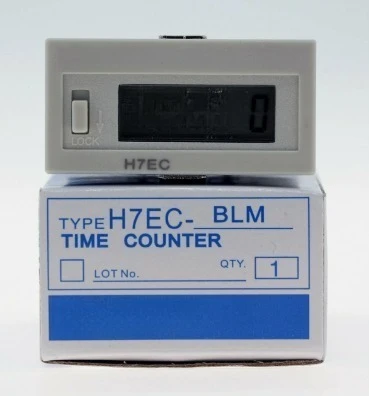 0
LOCK
H7EC
TYPE H7EC- BLM
TIME COUNTER
LOT No. QTY. 1